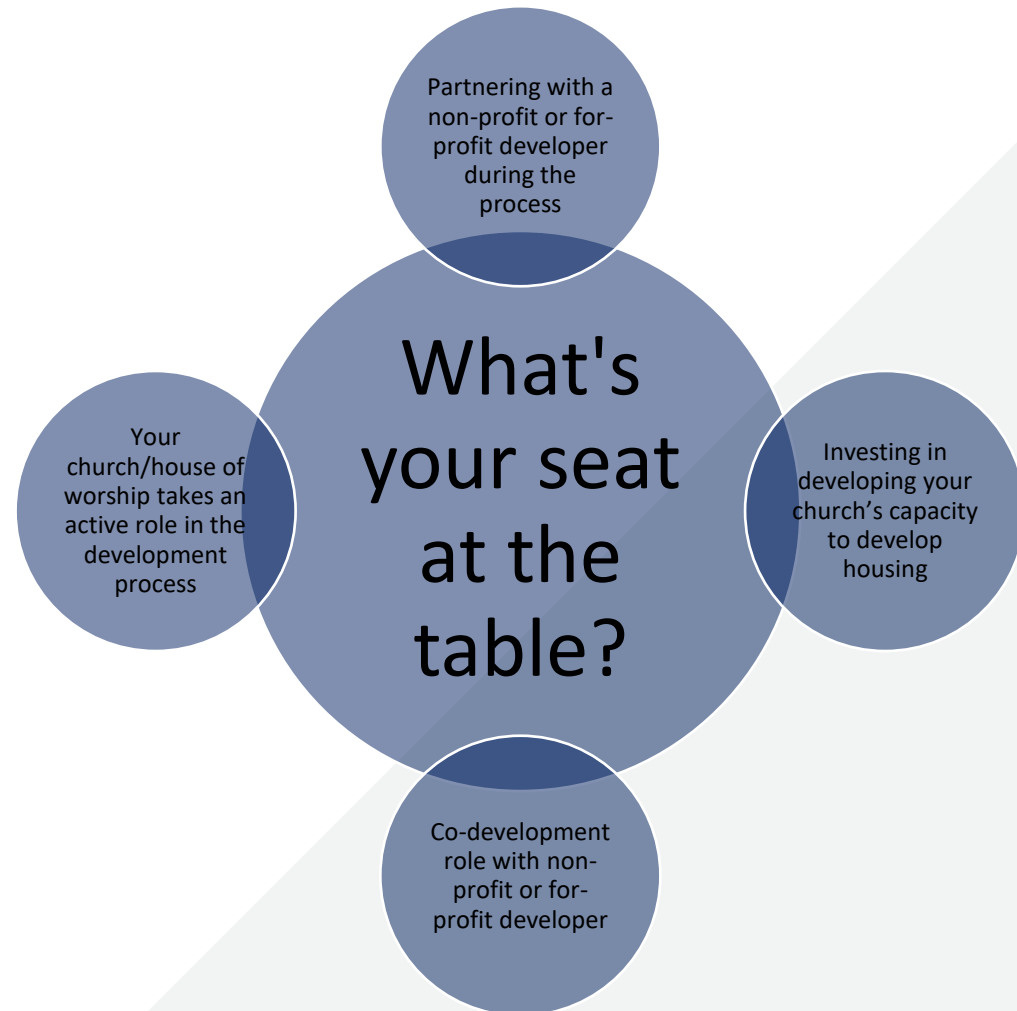 Partnering with a
non-profit or for-
profit developer
during the
process
What's
your seat
at the
table?
Your
church/house of
worship takes an
active role in the
development
process
Investing in
developing your
church’s capacity
to develop
housing
Co-development
role with non-
profit or for-
profit developer